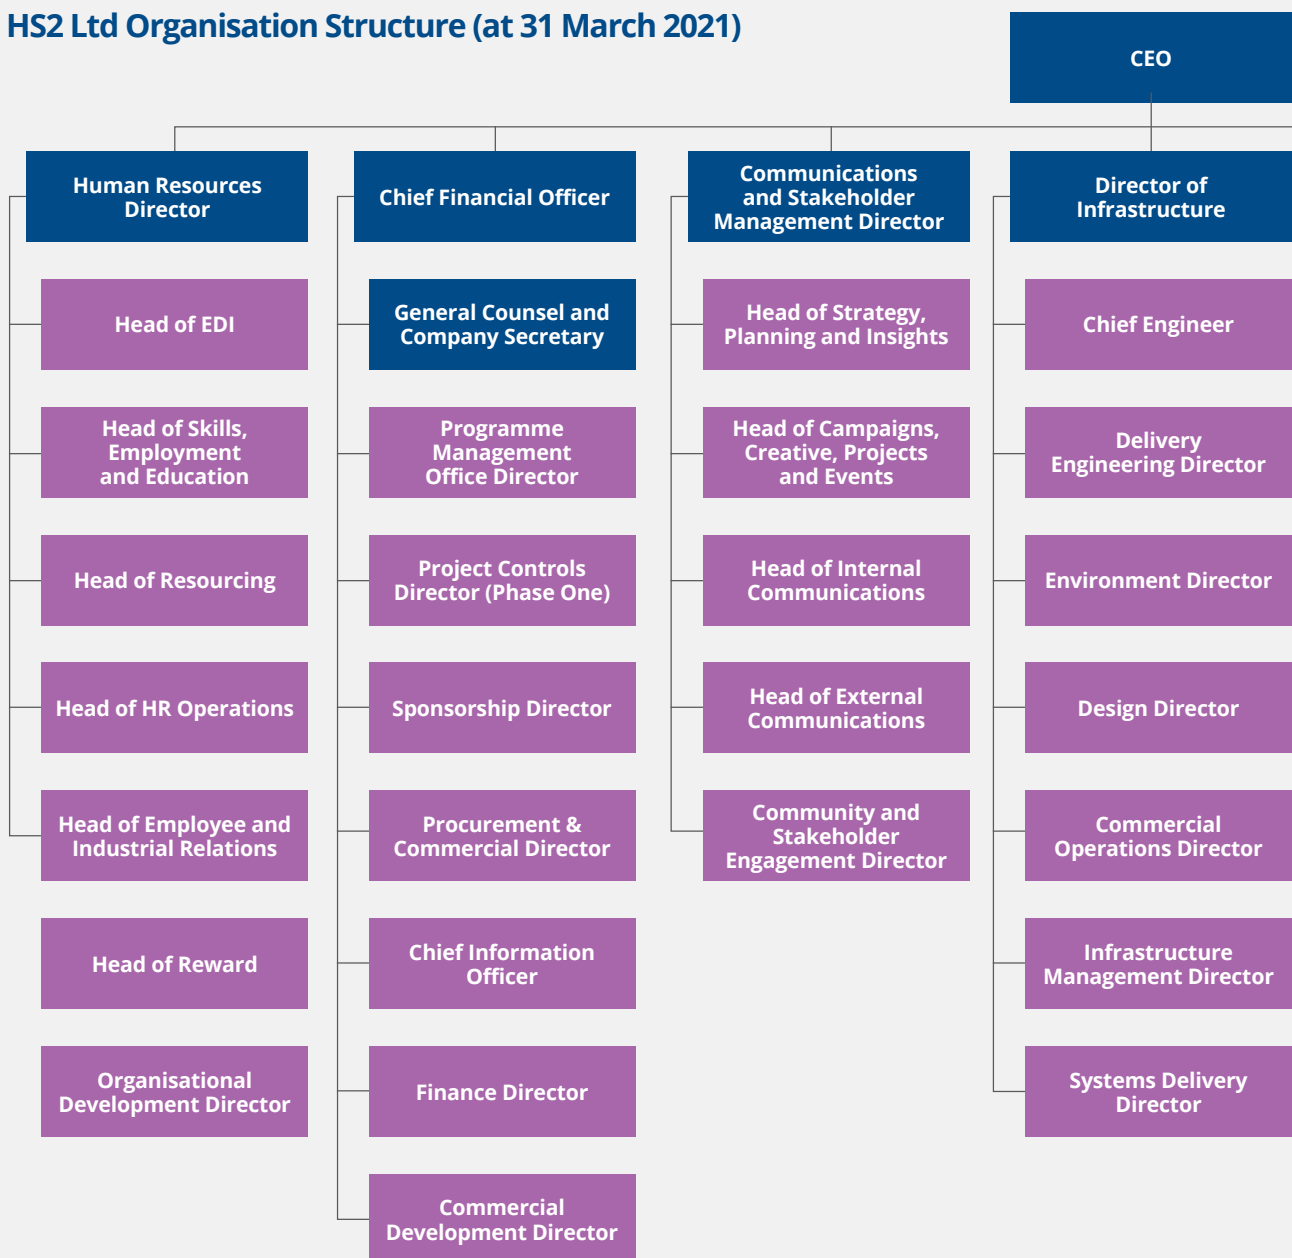 HS2 Ltd Organisation Structure (at 31 March 2021)
CEO
Human Resources
Director
Head of EDI
Head of Skills,
Employment
and Education
Head of Resourcing
Head of HR Operations
Head of Employee and
Industrial Relations
Head of Reward
Organisational
Development Director
Chief Financial Officer
General Counsel and
Company Secretary
Programme
Management
Office Director
Project Controls
Director (Phase One)
Sponsorship Director
Procurement &
Commercial Director
Chief Information
Officer
Finance Director
Commercial
Development Director
Communications
and Stakeholder
Management Director
Head of Strategy,
Planning and Insights
Head of Campaigns,
Creative, Projects
and Events
Head of Internal
Communications
Head of External
Communications
Community and
Stakeholder
Engagement Director
Director of
Infrastructure
Chief Engineer
Delivery
Engineering Director
Environment Director
Design Director
Commercial
Operations Director
Infrastructure
Management Director
Systems Delivery
Director